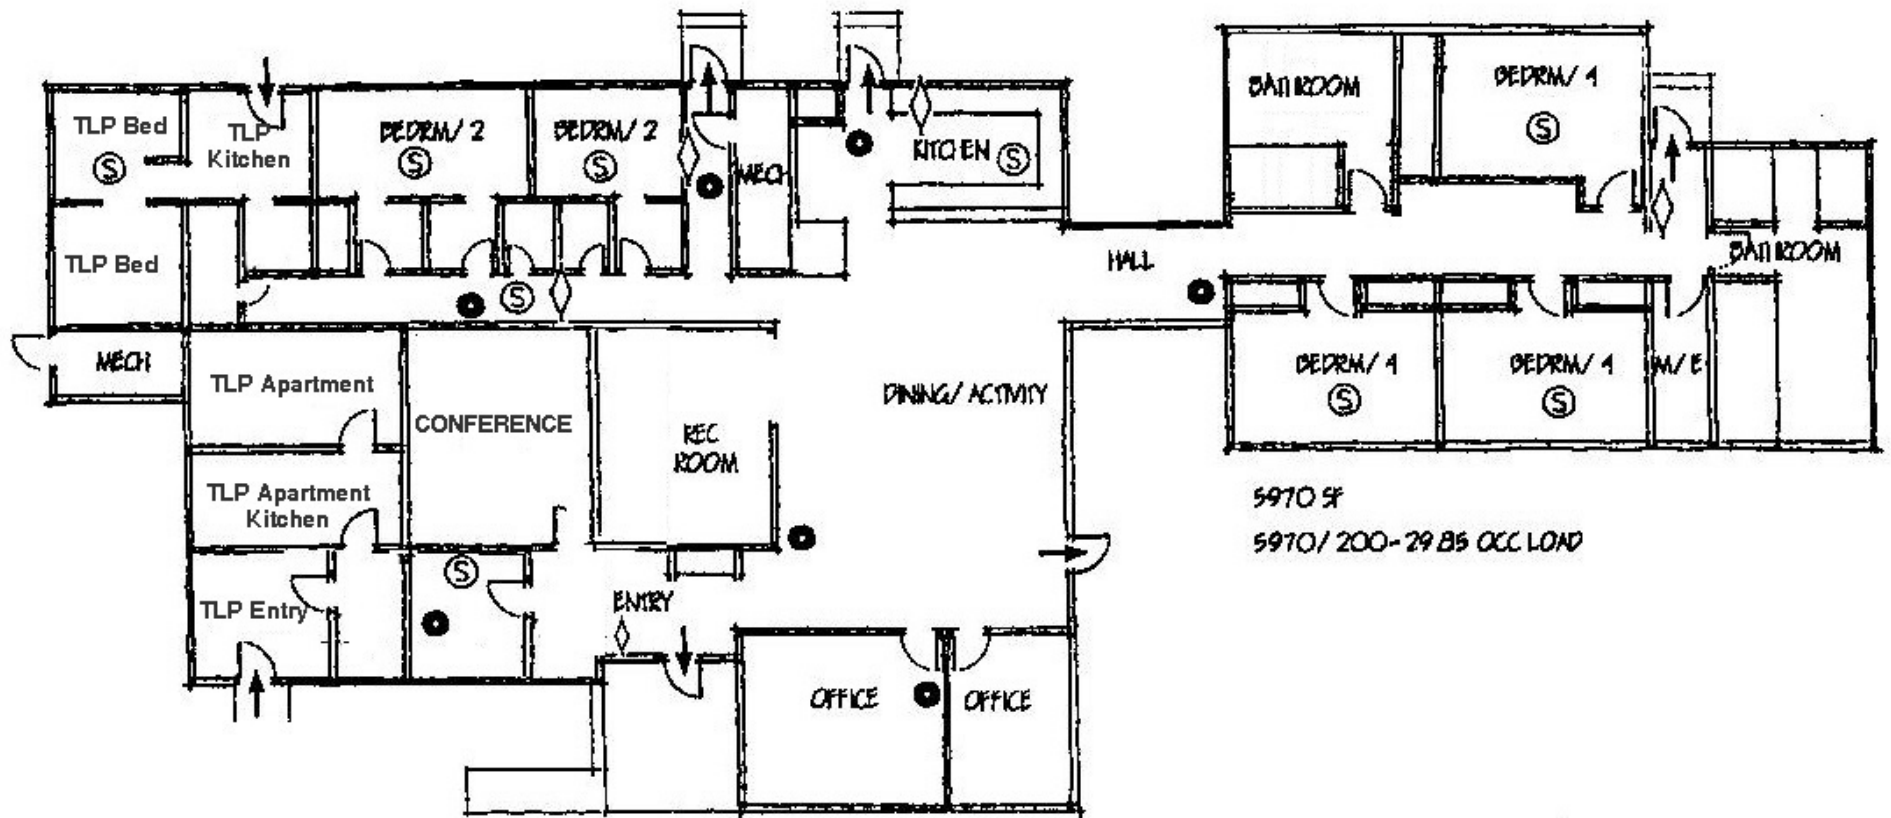 BATHROOM
BEDRM/ 4
TLP Bed
TLP
Kitchen
BEDRM/ 2
BEDRM/ 2
MECH
KITCHEN
S
S
S
S
S
TLP Bed
HALL
BATHROOM
S
MECH
TLP Apartment
CONFERENCE
REC
ROOM
DINING/ ACTIVITY
BEDRM/ 4
BEDRM/ 4
M/E
S
S
TLP Apartment
Kitchen
5970 SF
5970/ 200-29.85 OCC LOAD
S
TLP Entry
ENTRY
OFFICE
OFFICE